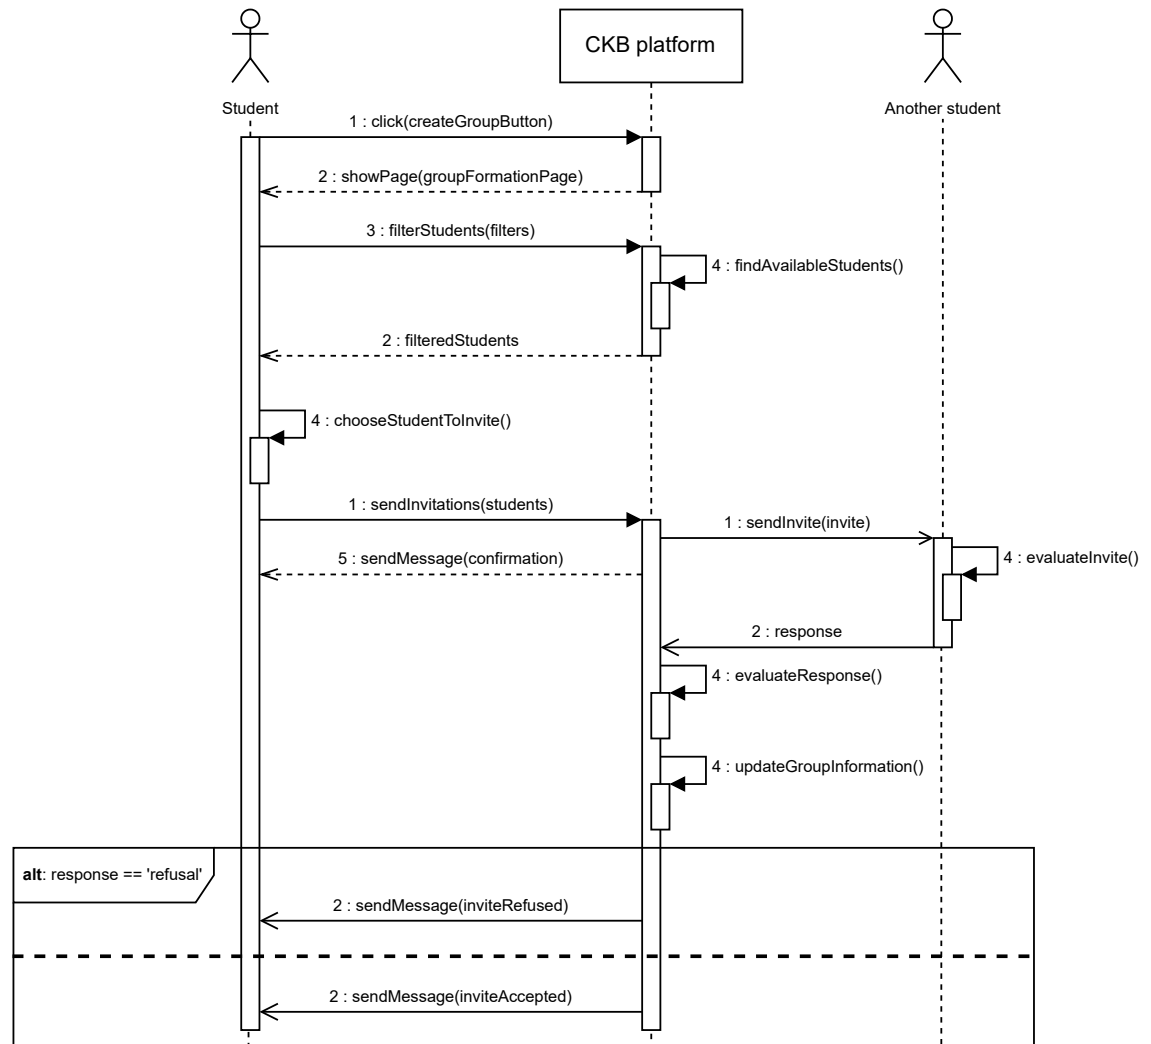 CKB platform
Student
Another student
1 : click(createGroupButton)
2 : showPage(groupFormationPage)
3 : filterStudents(filters)
4 : findAvailableStudents()
2 : filteredStudents
4 : chooseStudentToInvite()
1 : sendInvitations(students)
1 : sendInvite(invite)
5 : sendMessage(confirmation)
4 : evaluateInvite()
2 : response
4 : evaluateResponse()
4 : updateGroupInformation()
alt: response == 'refusal'
2 : sendMessage(inviteRefused)
2 : sendMessage(inviteAccepted)